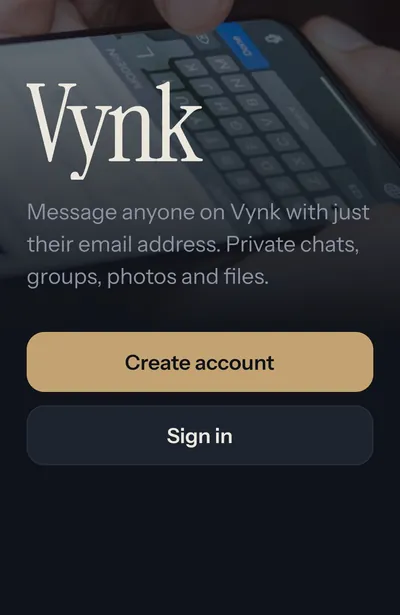 Done
Vynk
Message anyone on Vynk with just
their email address. Private chats,
groups, photos and files.
Create account
Sign in